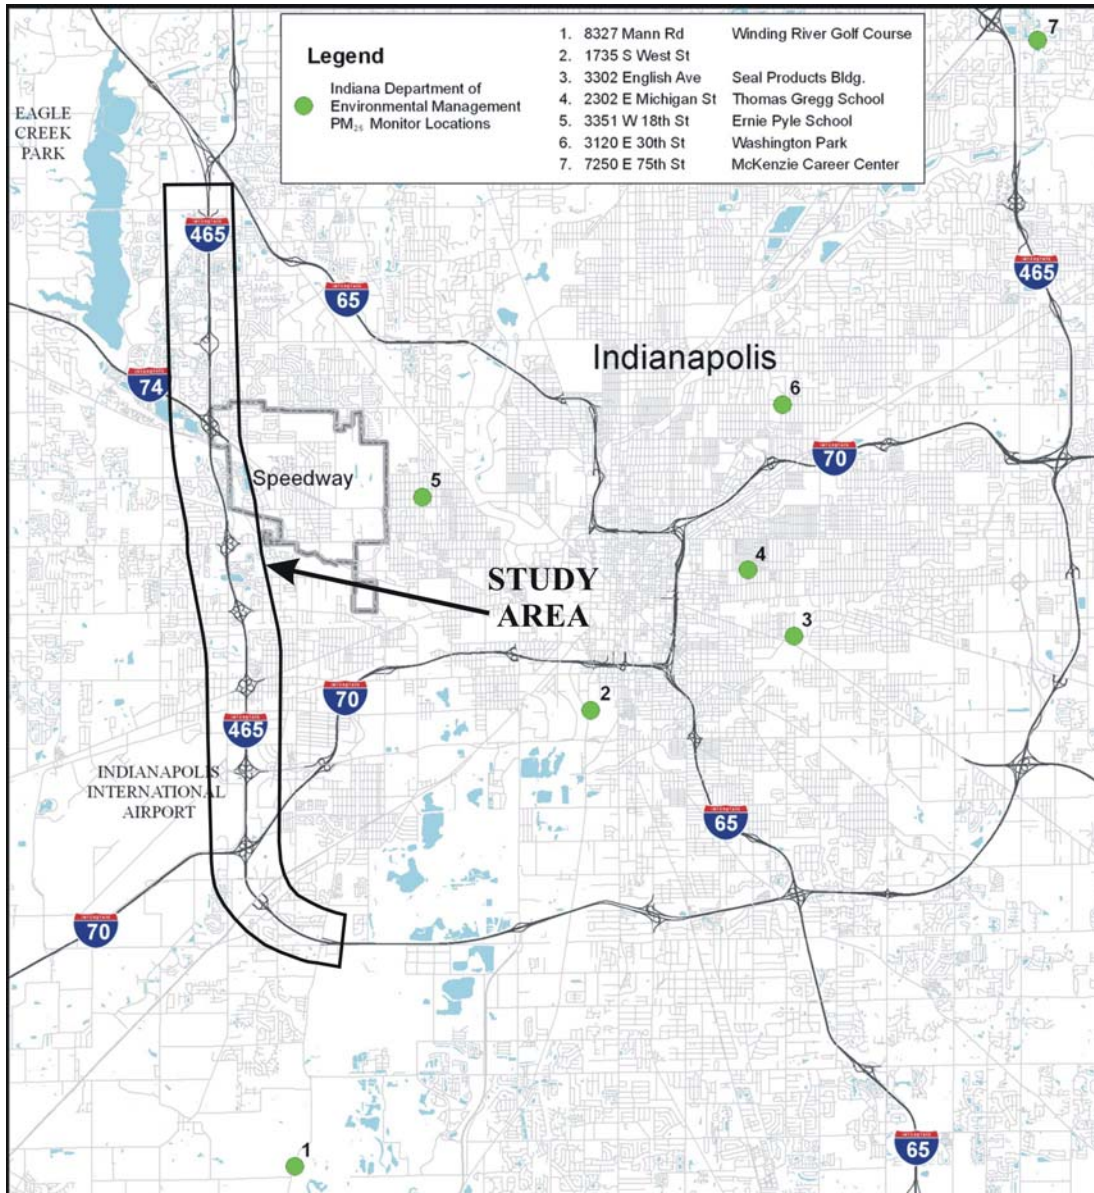 Legend
Indiana Department of
Environmental Management
PM25 Monitor Locations
1. 8327 Mann Rd Winding River Golf Course
2. 1735 S West St
3. 3302 English Ave Seal Products Bldg.
4. 2302 E Michigan St Thomas Gregg School
5. 3351 W 18th St Ernie Pyle School
6. 3120 E 30th St Washington Park
7. 7250 E 75th St McKenzie Career Center
7
EAGLE
CREEK
PARK
465
465
65
Indianapolis
74
6
70
Speedway
5
4
STUDY
AREA
3
70
2
465
INDIANAPOLIS
INTERNATIONAL
AIRPORT
65
70
65
1